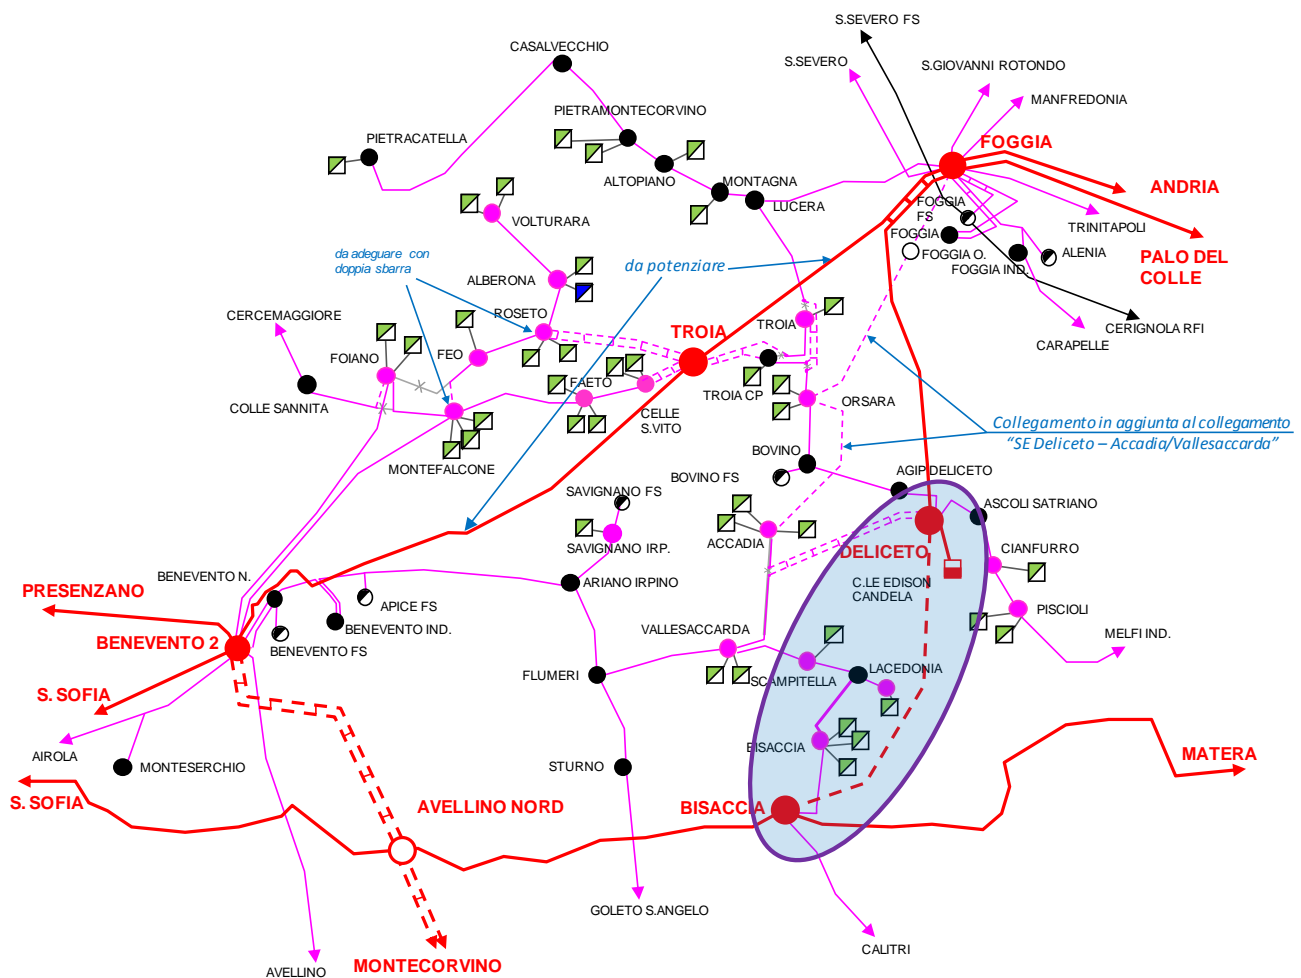 S.SEVERO FS
CASALVECCHIO
S.SEVERO
S.GIOVANNI ROTONDO
MANFREDONIA
PIETRAMONTECORVINO
PIETRACATELLA
FOGGIA
ALTOPIANO
MONTAGNA
LUCERA
ANDRIA
FOGGIA
FS
TRINITAPOLI
VOLTURARA
FOGGIA
FOGGIA O.
FOGGIA IND.
ALENIA
PALO DEL
COLLE
da adeguare con
doppia sbarra
da potenziare
ALBERONA
ROSETO
CERCEMAGGIORE
TROIA
TROIA
CERIGNOLA RFI
CARAPELLE
FOIANO
FEO
FAETO
CELLE
S.VITO
TROIA CP
ORSARA
COLLE SANNITA
MONTEFALCONE
Collegamento in aggiunta al collegamento
“SE Deliceto – Accadia/Vallesaccarda”
BOVINO
BOVINO FS
AGIP DELICETO
SAVIGNANO FS
ASCOLI SATRIANO
SAVIGNANO IRP.
ACCADIA
DELICETO
CIANFURRO
BENEVENTO N.
ARIANO IRPINO
C.LE EDISON
CANDELA
PRESENZANO
APICE FS
BENEVENTO IND.
PISCIOLI
BENEVENTO 2
BENEVENTO FS
VALLESACCARDA
MELFI IND.
FLUMERI
SCAMPITELLA
LACEDONIA
S. SOFIA
AIROLA
MONTESERCHIO
STURNO
BISACCIA
MATERA
S. SOFIA
AVELLINO NORD
BISACCIA
GOLETO S.ANGELO
CALITRI
AVELLINO
MONTECORVINO